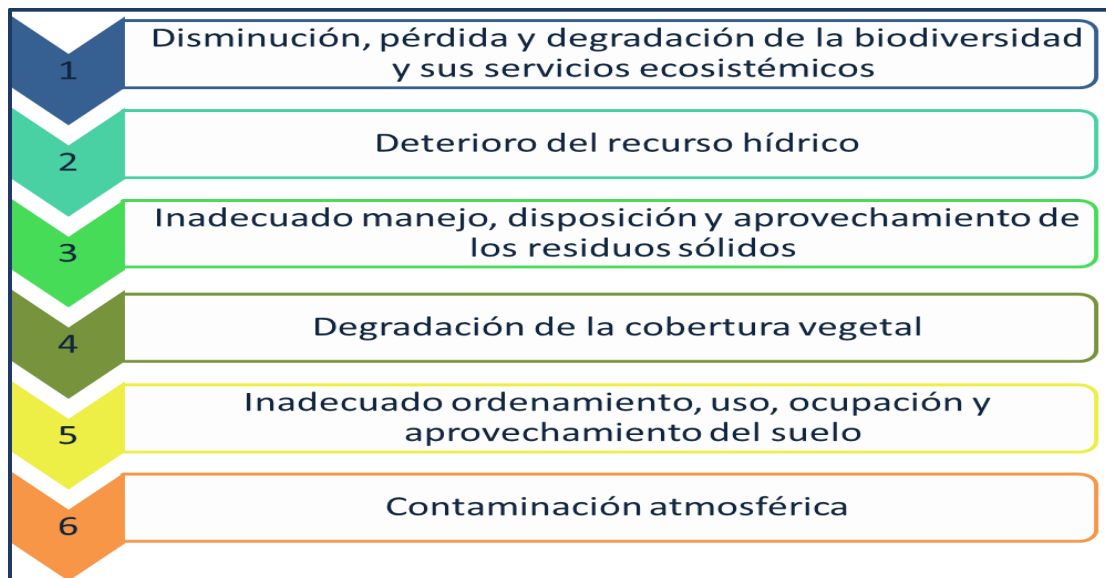 1
Disminución, pérdida y degradación de la biodiversidad
y sus servicios ecosistémicos
2
Deterioro del recurso hídrico
3
Inadecuado manejo, disposición y aprovechamiento de
los residuos sólidos
4
Degradación de la cobertura vegetal
5
Inadecuado ordenamiento, uso, ocupación y
aprovechamiento del suelo
6
Contaminación atmosférica